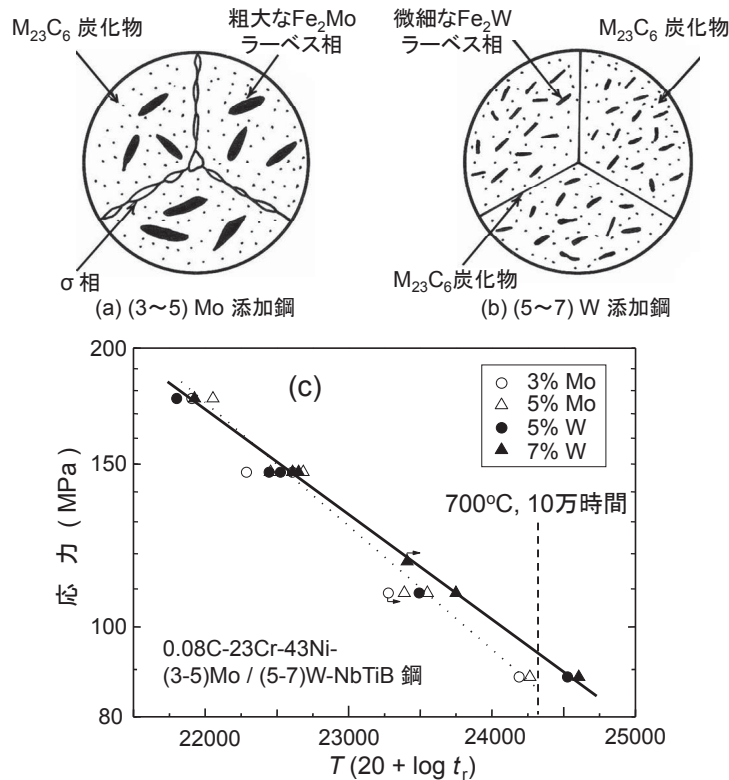 M₂₃C₆ 炭化物
粗大なFe₂Mo
ラーベス相
σ 相
(a) (3～5) Mo 添加鋼
微細なFe₂W
ラーベス相
M₂₃C₆ 炭化物
M₂₃C₆炭化物
(b) (5～7) W 添加鋼
(c)
3% Mo
5% Mo
5% W
7% W
700°C, 10万時間
0.08C-23Cr-43Ni-
(3-5)Mo / (5-7)W-NbTiB 鋼
応 力 ( MPa )
200
150
100
80
22000 23000 24000 25000
T (20 + log tᵣ)